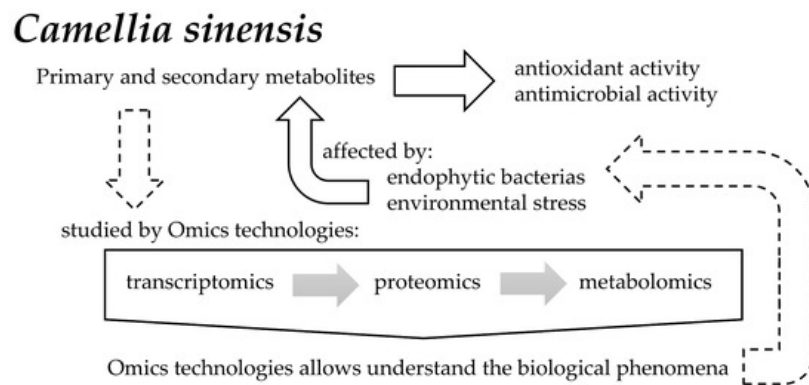 Camellia sinensis
Primary and secondary metabolites
antioxidant activity
antimicrobial activity
affected by:
endophytic bacterias
environmental stress
studied by Omics technologies:
transcriptomics
proteomics
metabolomics
Omics technologies allows understand the biological phenomena